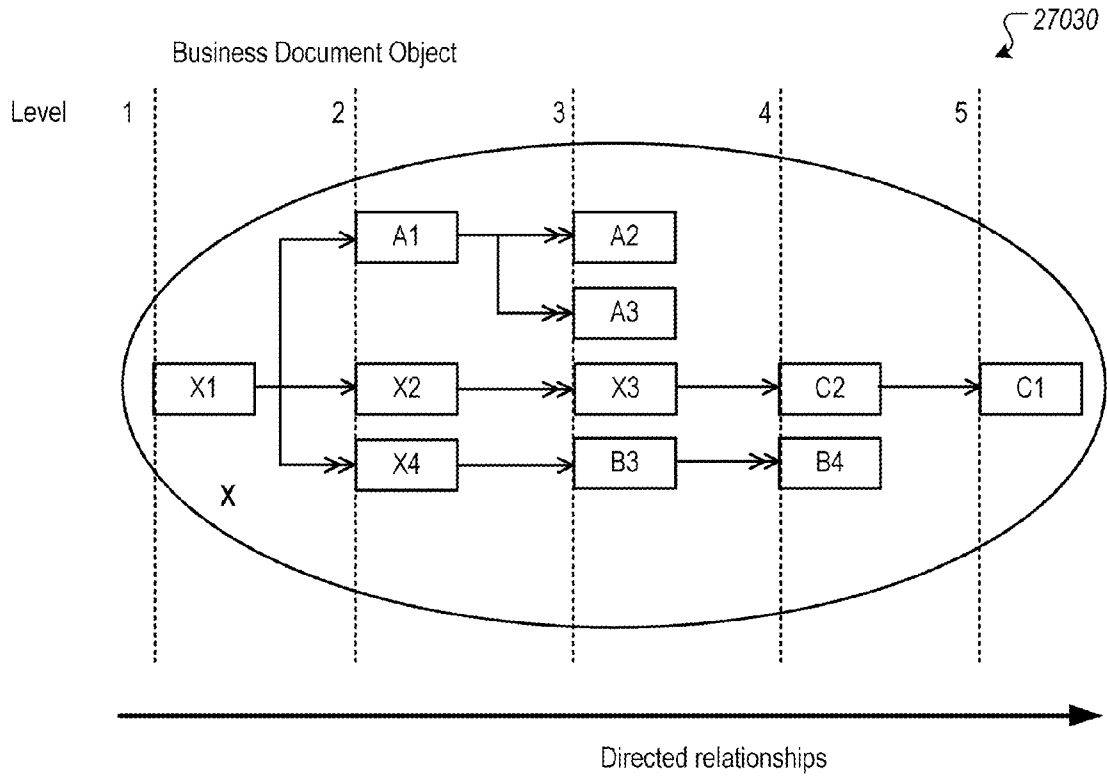 27030
Business Document Object
Level 1 2 3 4 5
A1 A2
A3
X1 X2 X3 C2 C1
X4 B3 B4
X
Directed relationships